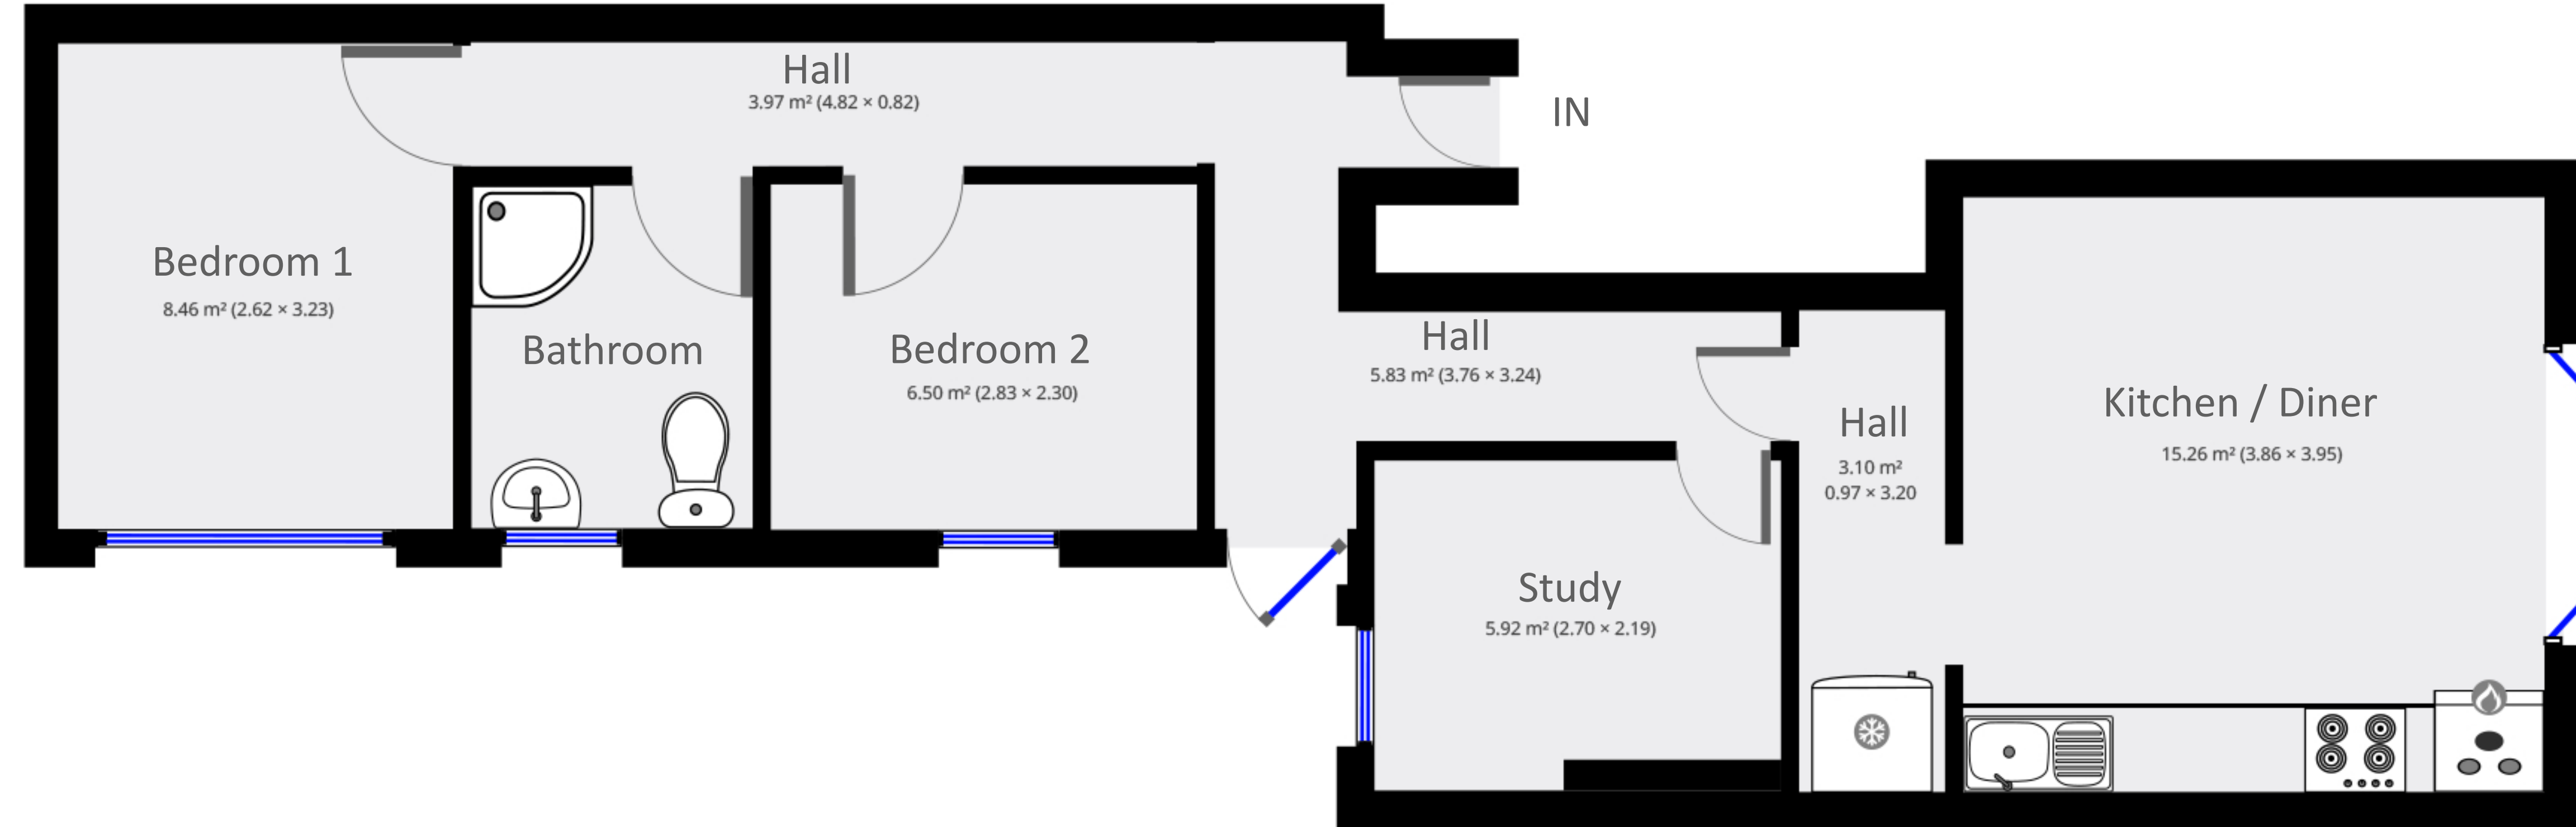 Hall
3.97 m² (4.82 × 0.82)
IN
Bedroom 1
8.46 m² (2.62 × 3.23)
Bathroom
Bedroom 2
6.50 m² (2.83 × 2.30)
Hall
5.83 m² (3.76 × 3.24)
Hall
3.10 m²
0.97 × 3.20
Kitchen / Diner
15.26 m² (3.86 × 3.95)
Study
5.92 m² (2.70 × 2.19)